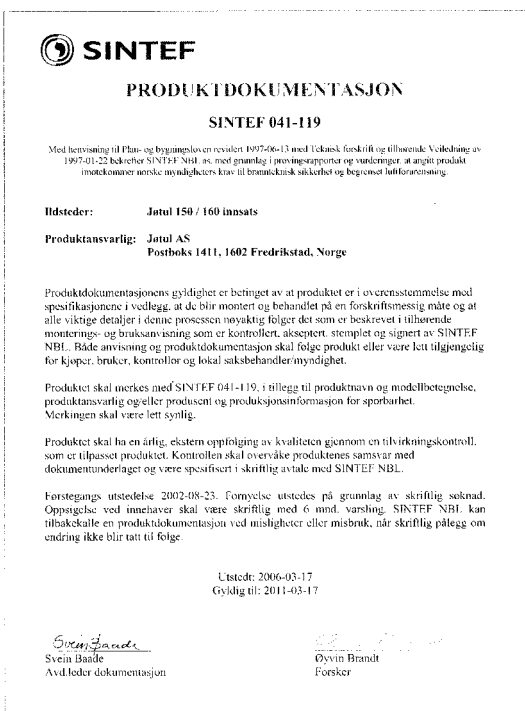 SINTEF
PRODUKTDOKUMENTASJON
SINTEF 041-119
Med henvisning til Plan- og bygningsloven revidert 1997-06-13 med Teknisk forskrift og tilhørende Veiledning av
1997-01-22 bekrefter SINTEF NBL as, med grunnlag i prøvingsrapporter og vurderinger, at angitt produkt
imøtekommer norske myndigheters krav til brannteknisk sikkerhet og begrenset luftforurensning.
Ildsteder: Jøtul 150 / 160 innsats
Produktansvarlig: Jøtul AS
Postboks 1411, 1602 Fredrikstad, Norge
Produktdokumentasjonens gyldighet er betinget av at produktet er i overensstemmelse med
spesifikasjonene i vedlegg, at de blir montert og behandlet på en forskriftsmessig måte og at
alle viktige detaljer i denne prosessen nøyaktig følger det som er beskrevet i tilhørende
monterings- og bruksanvisning som er kontrollert, akseptert, stemplet og signert av SINTEF
NBL. Både anvisning og produktdokumentasjon skal følge produkt eller være lett tilgjengelig
for kjøper, bruker, kontrollør og lokal saksbehandler/myndighet.
Produktet skal merkes med SINTEF 041-119, i tillegg til produktnavn og modellbetegnelse,
produktansvarlig og/eller produsent og produksjonsinformasjon for sporbarhet.
Merkingen skal være lett synlig.
Produktet skal ha en årlig, ekstern oppfølging av kvaliteten gjennom en tilvirkningskontroll,
som er tilpasset produktet. Kontrollen skal overvåke produktenes samsvar med
dokumentunderlaget og være spesifisert i skriftlig avtale med SINTEF NBL.
Førstegangs utstedelse 2002-08-23. Fornyelse utstedes på grunnlag av skriftlig søknad.
Oppsigelse ved innehaver skal være skriftlig med 6 mnd. varsling. SINTEF NBL kan
tilbakekalle en produktdokumentasjon ved misligheter eller misbruk, når skriftlig pålegg om
endring ikke blir tatt til følge.
Utstedt: 2006-03-17
Gyldig til: 2011-03-17
Svein Baade
Svein Baade
Avd.leder dokumentasjon
Øyvin Brandt
Forsker